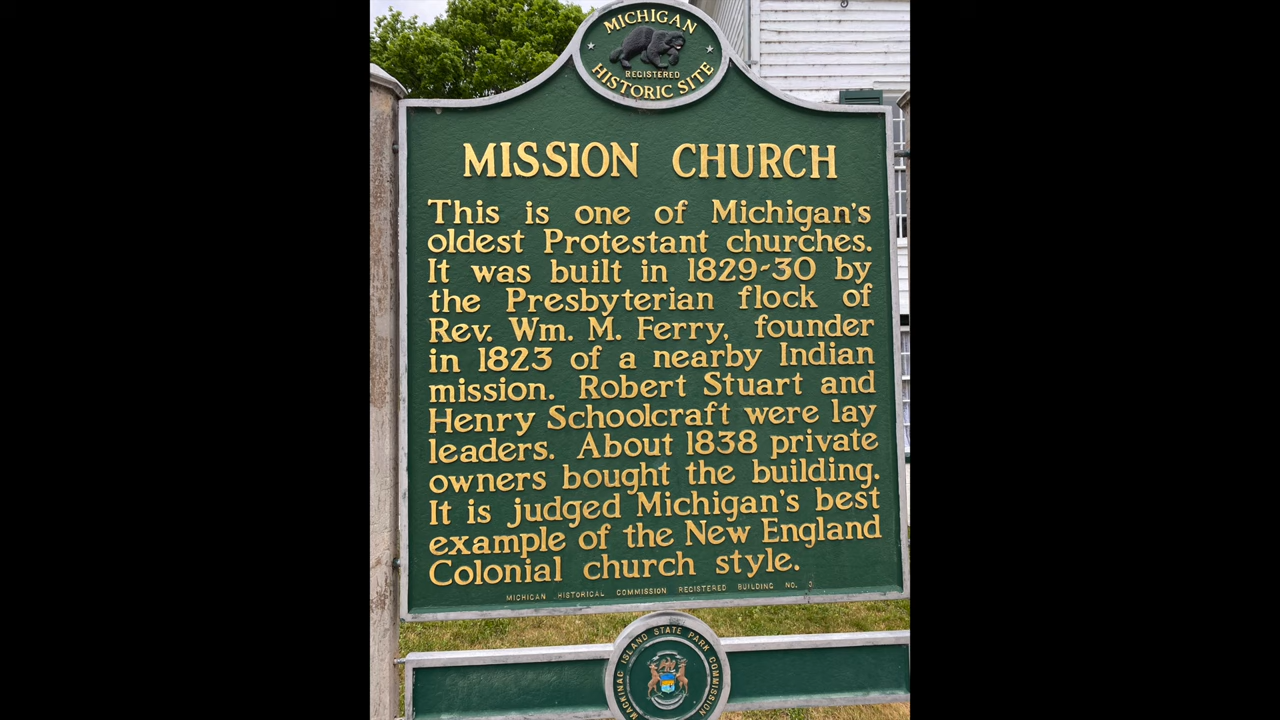 MICHIGAN
REGISTERED
HISTORIC SITE
MISSION CHURCH
This is one of Michigan's
oldest Protestant churches.
It was built in 1829-30 by
the Presbyterian flock of
Rev. Wm. M. Ferry, founder
in 1823 of a nearby Indian
mission. Robert Stuart and
Henry Schoolcraft were lay
leaders. About 1838 private
owners bought the building.
It is judged Michigan's best
example of the New England
Colonial church style.
MICHIGAN HISTORICAL COMMISSION REGISTERED BUILDING NO.
MACKINAC ISLAND STATE PARK COMMISSION